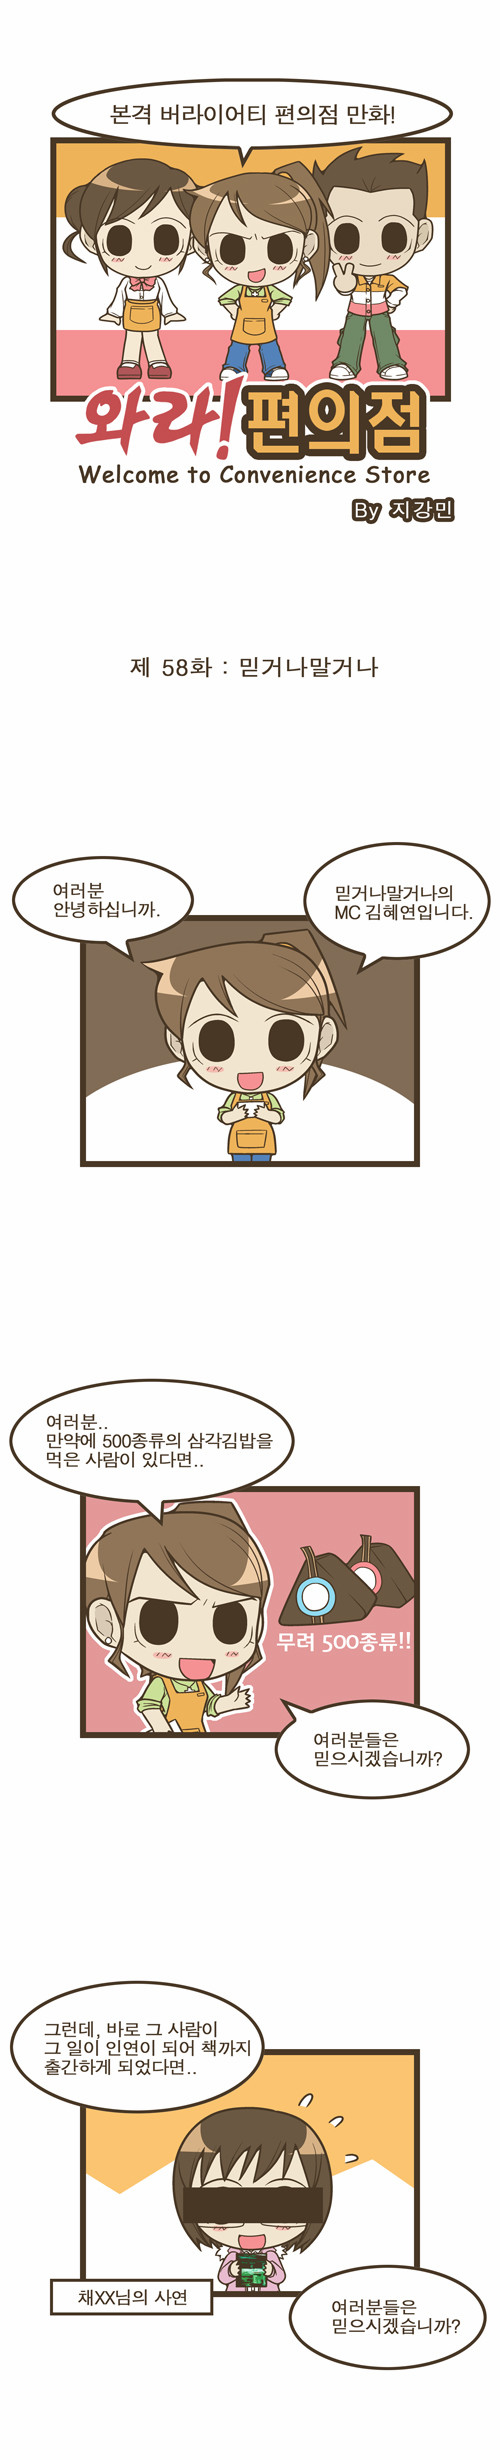 본격 버라이어티 편의점 만화!
와라! 편의점
Welcome to Convenience Store
By 지강민
제 58화 : 믿거나말거나
여러분
안녕하십니까.
믿거나말거나의
MC 김혜연입니다.
여러분..
만약에 500종류의 삼각김밥을
먹은 사람이 있다면..
무려 500종류!!
여러분들은
믿으시겠습니까?
그런데, 바로 그 사람이
그 일이 인연이 되어 책까지
출간하게 되었다면..
채XX님의 사연
여러분들은
믿으시겠습니까?